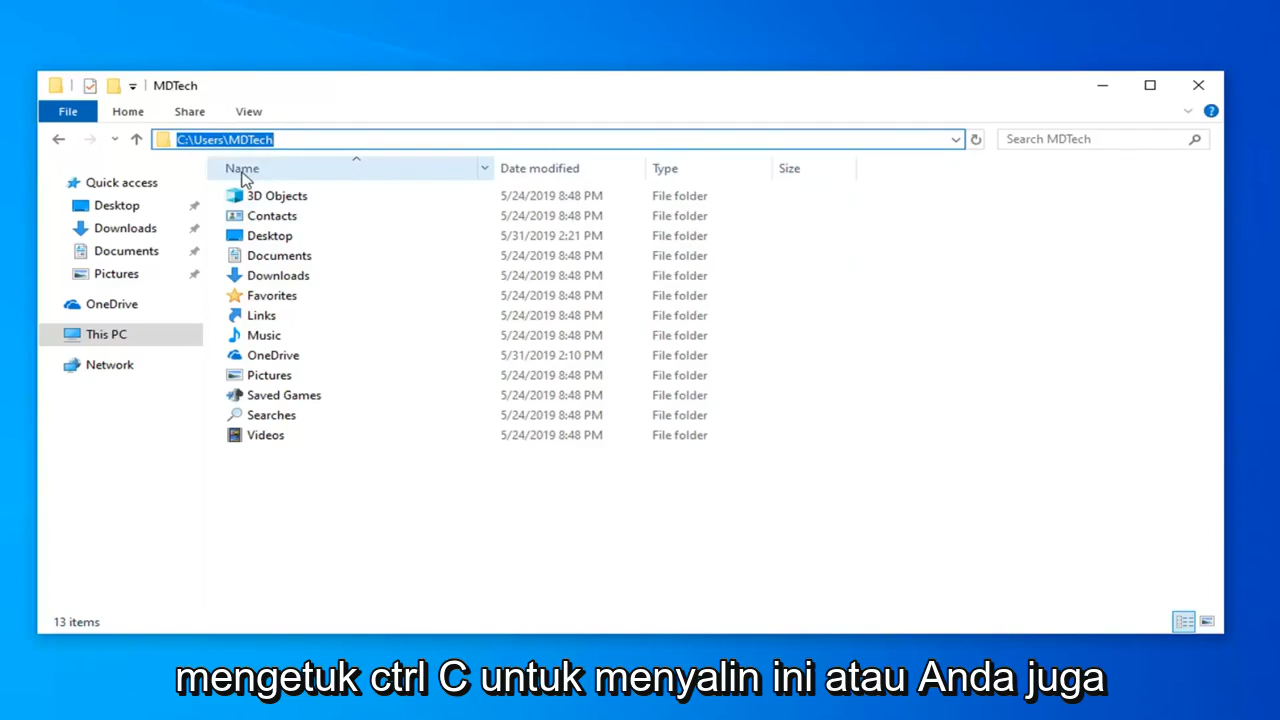 MDTech
File Home Share View
C:\Users\MDTech Search MDTech
Name Date modified Type Size
Quick access
Desktop
Downloads
Documents
Pictures
OneDrive
This PC
Network
3D Objects 5/24/2019 8:48 PM File folder
Contacts 5/24/2019 8:48 PM File folder
Desktop 5/31/2019 2:21 PM File folder
Documents 5/24/2019 8:48 PM File folder
Downloads 5/24/2019 8:48 PM File folder
Favorites 5/24/2019 8:48 PM File folder
Links 5/24/2019 8:48 PM File folder
Music 5/24/2019 8:48 PM File folder
OneDrive 5/31/2019 2:10 PM File folder
Pictures 5/24/2019 8:48 PM File folder
Saved Games 5/24/2019 8:48 PM File folder
Searches 5/24/2019 8:48 PM File folder
Videos 5/24/2019 8:48 PM File folder
13 items
mengetuk ctrl C untuk menyalin ini atau Anda juga